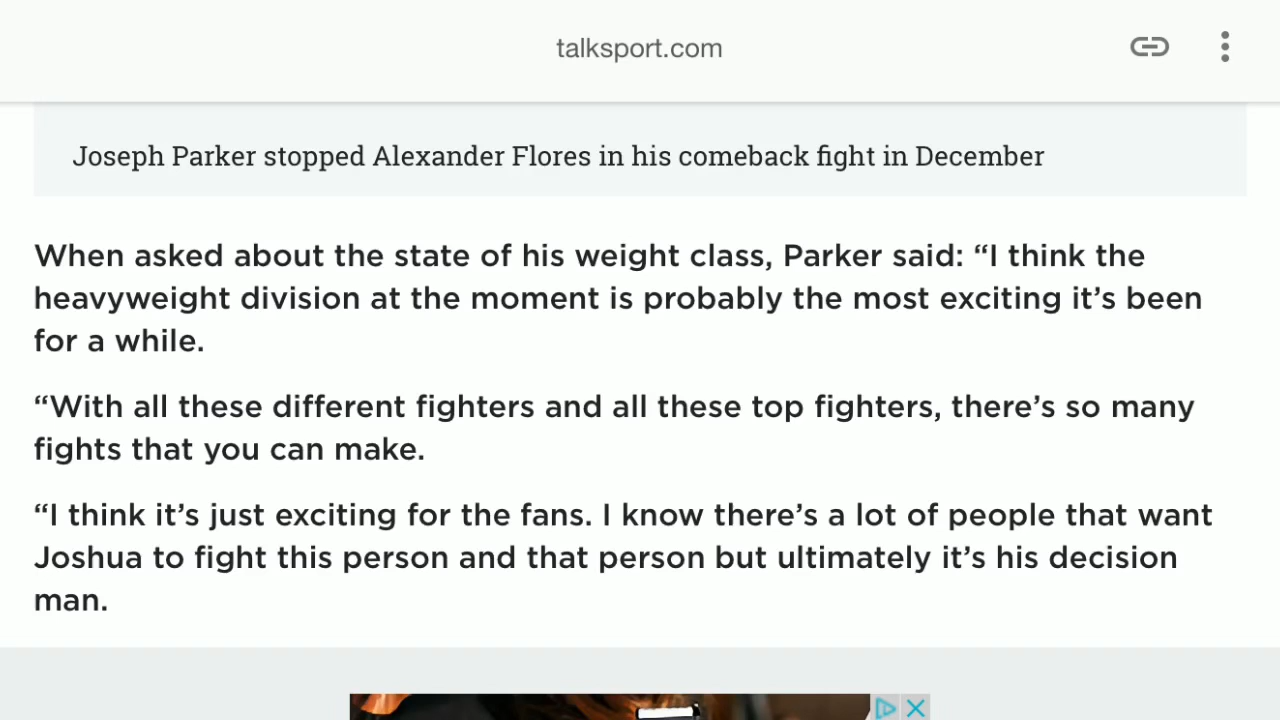 talksport.com
Joseph Parker stopped Alexander Flores in his comeback fight in December
When asked about the state of his weight class, Parker said: “I think the
heavyweight division at the moment is probably the most exciting it’s been
for a while.
“With all these different fighters and all these top fighters, there’s so many
fights that you can make.
“I think it’s just exciting for the fans. I know there’s a lot of people that want
Joshua to fight this person and that person but ultimately it’s his decision
man.